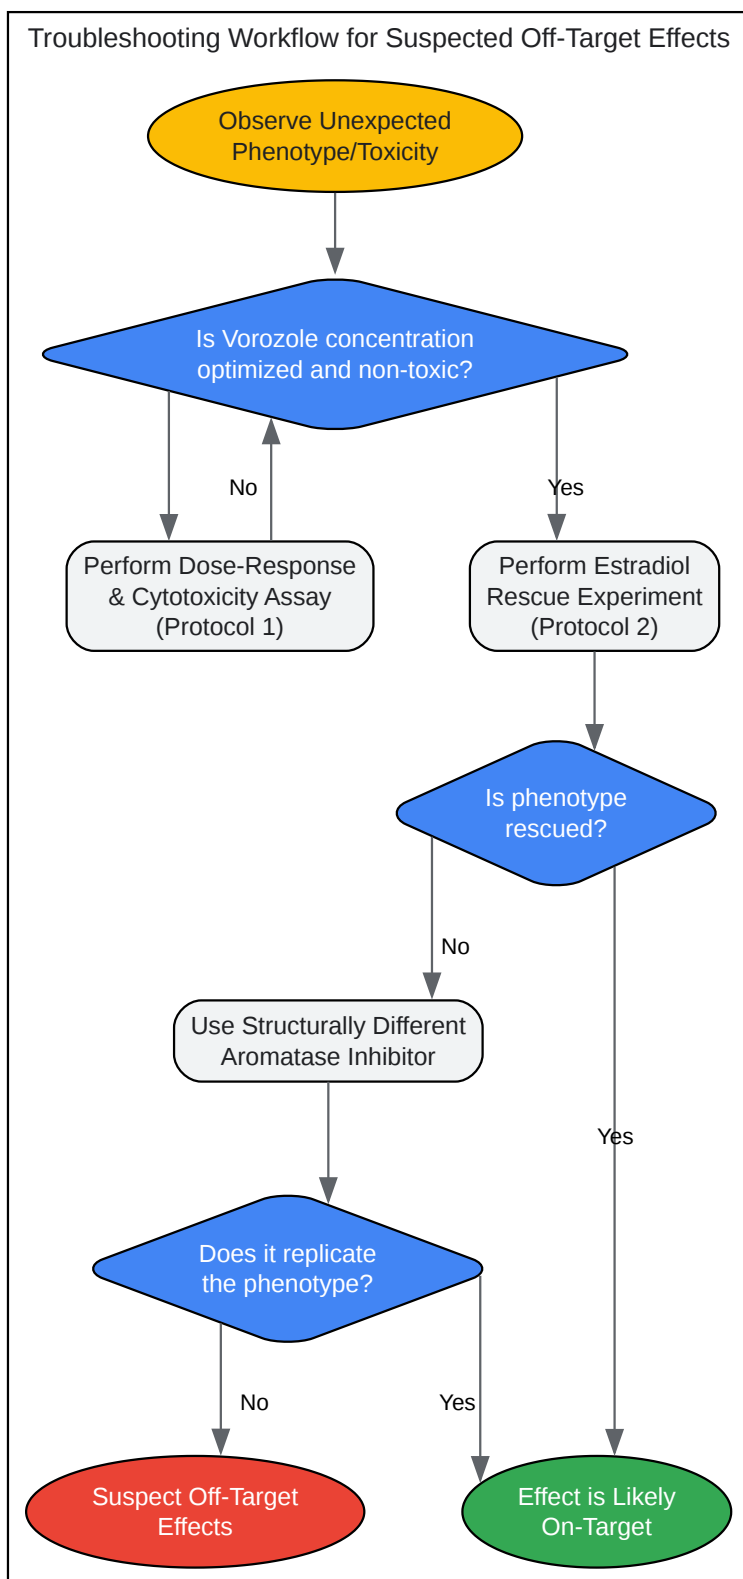 Troubleshooting Workflow for Suspected Off-Target Effects
Observe Unexpected
Phenotype/Toxicity
Is Vorozole concentration
optimized and non-toxic?
No
Yes
Perform Dose-Response
& Cytotoxicity Assay
(Protocol 1)
Perform Estradiol
Rescue Experiment
(Protocol 2)
Is phenotype
rescued?
No
Use Structurally Different
Aromatase Inhibitor
Yes
Does it replicate
the phenotype?
No
Yes
Suspect Off-Target
Effects
Effect is Likely
On-Target